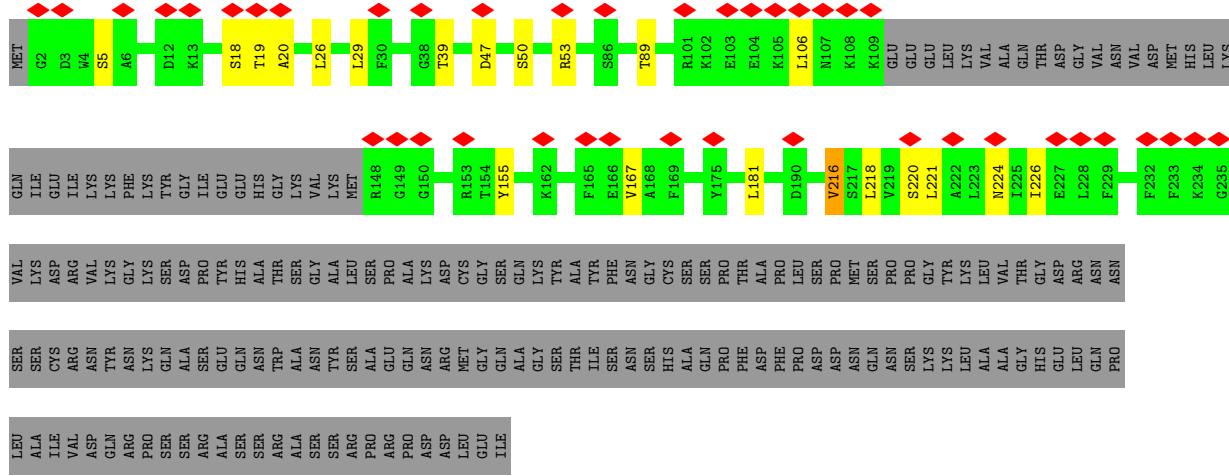 MET G2 D3 W4 S5 A6 D12 K13 S18 T19 A20 L26 L29 F30 G38 T39 D47 S50 R53 S86 T89 R101 K102 E103 E104 K105 L106 N107 K108 K109 GLU GLU GLU LEU LYS VAL ALA GLN THR ASP GLY VAL ASN VAL ASP MET HIS LEU LYS
GLN ILE GLU ILE LYS LYS PHE LYS TYR GLY ILE GLU GLU HIS GLY LYS VAL LYS MET R148 G149 G150 R153 T154 Y155 K162 F165 E166 V167 A168 F169 Y175 L181 D190 V216 S217 L218 V219 S220 L221 A222 L223 N224 I225 I226 E227 L228 F229 F232 F233 K234 G235
VAL LYS ASP ARG VAL LYS GLY LYS SER ASP PRO TYR HIS ALA THR SER GLY ALA LEU SER PRO ALA LYS ASP CYS GLY SER GLN LYS TYR ALA TYR PHE ASN GLY CYS SER SER PRO THR ALA PRO LEU SER PRO MET SER PRO PRO GLY TYR LYS LEU VAL THR GLY ASP ARG ASN ASN
SER SER CYS ARG ASN TYR ASN LYS GLN ALA SER GLU GLN ASN TRP ALA ASN TYR SER ALA GLU GLN ASN ARG MET GLY GLN ALA GLY SER THR ILE SER ASN SER HIS ALA GLN PRO PHE ASP PHE PRO ASP ASP ASN GLN ASN SER LYS LYS LEU ALA ALA GLY HIS GLU LEU GLN PRO
LEU ALA ILE VAL ASP GLN ARG PRO SER SER ARG ALA SER SER ARG ALA SER SER ARG PRO ARG PRO ASP ASP LEU GLU ILE